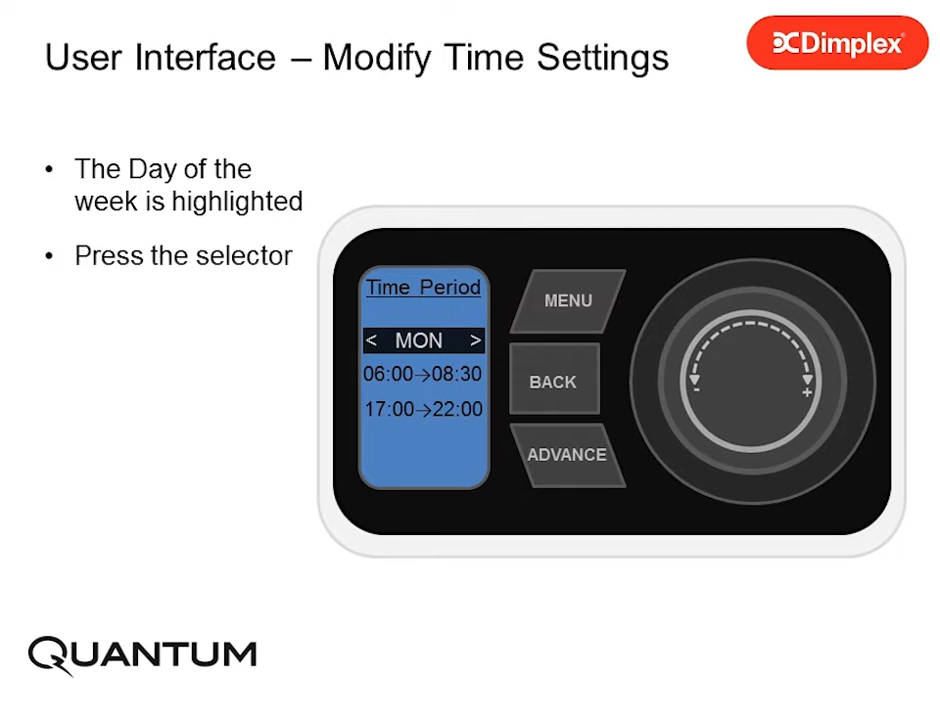 User Interface – Modify Time Settings
Dimplex®
• The Day of the
week is highlighted
• Press the selector
Time Period
< MON >
06:00→08:30
17:00→22:00
MENU
BACK
ADVANCE
- +
QUANTUM